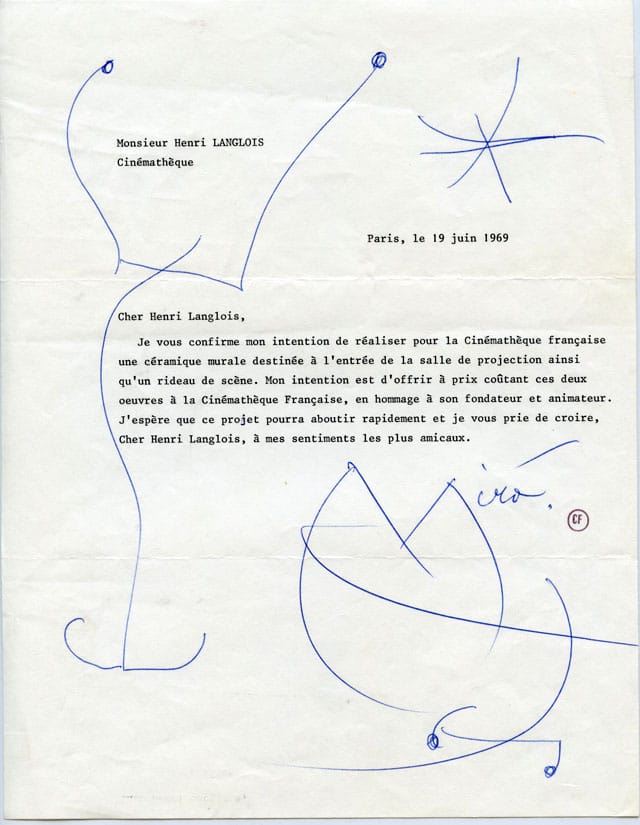 Monsieur Henri LANGLOIS
Cinémathèque
Paris, le 19 juin 1969
Cher Henri Langlois,
Je vous confirme mon intention de réaliser pour la Cinémathèque française
une céramique murale destinée à l'entrée de la salle de projection ainsi
qu'un rideau de scène. Mon intention est d'offrir à prix coûtant ces deux
oeuvres à la Cinémathèque Française, en hommage à son fondateur et animateur.
J'espère que ce projet pourra aboutir rapidement et je vous prie de croire,
Cher Henri Langlois, à mes sentiments les plus amicaux.
Miró.
CF